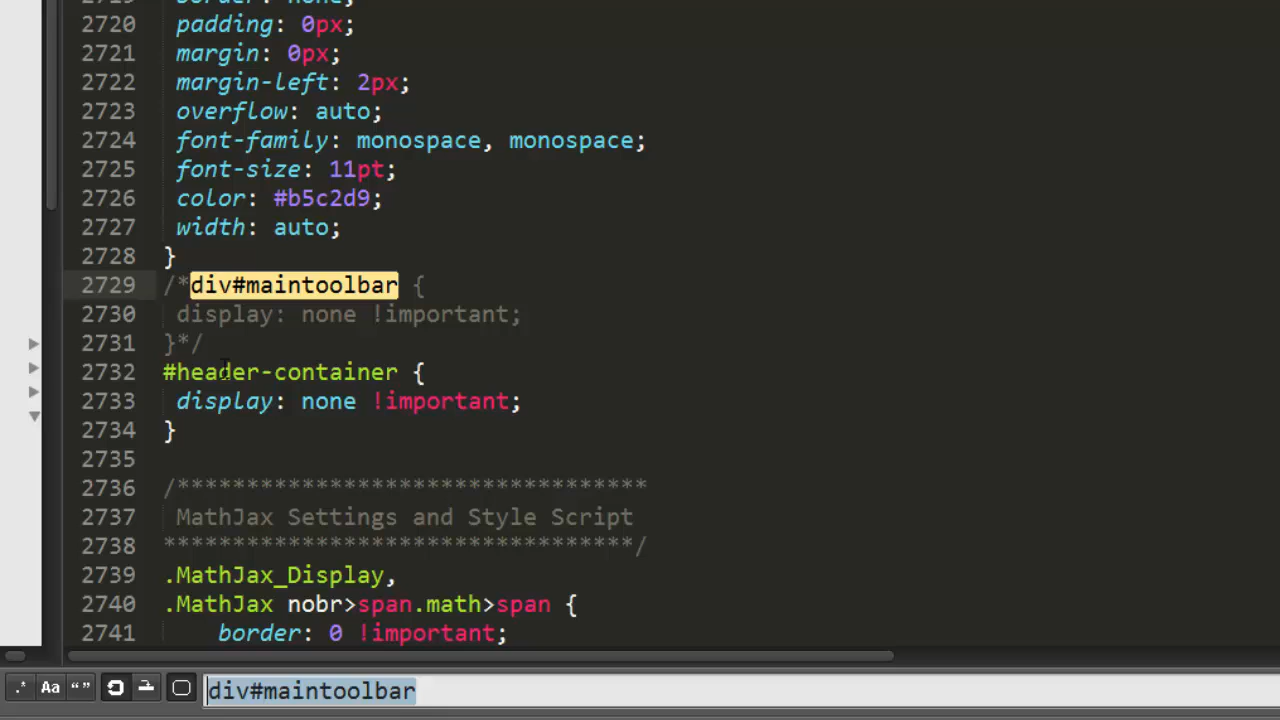 2719 border: none;
2720 padding: 0px;
2721 margin: 0px;
2722 margin-left: 2px;
2723 overflow: auto;
2724 font-family: monospace, monospace;
2725 font-size: 11pt;
2726 color: #b5c2d9;
2727 width: auto;
2728 }
2729 /*div#maintoolbar {
2730 display: none !important;
2731 }*/
2732 #header-container {
2733 display: none !important;
2734 }
2735
2736 /**********************************
2737 MathJax Settings and Style Script
2738 **********************************/
2739 .MathJax_Display,
2740 .MathJax nobr>span.math>span {
2741 border: 0 !important;
.* Aa “”
div#maintoolbar